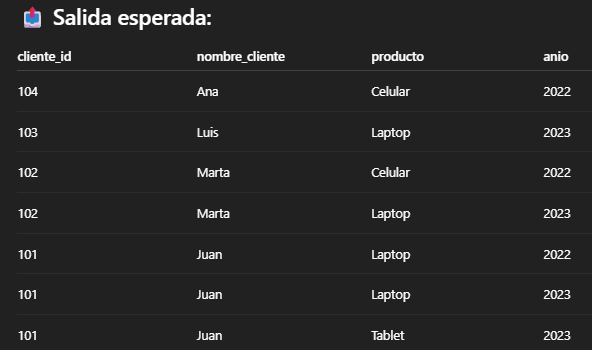 Salida esperada:
cliente_id nombre_cliente producto anio
104 Ana Celular 2022
103 Luis Laptop 2023
102 Marta Celular 2022
102 Marta Laptop 2023
101 Juan Laptop 2022
101 Juan Laptop 2023
101 Juan Tablet 2023